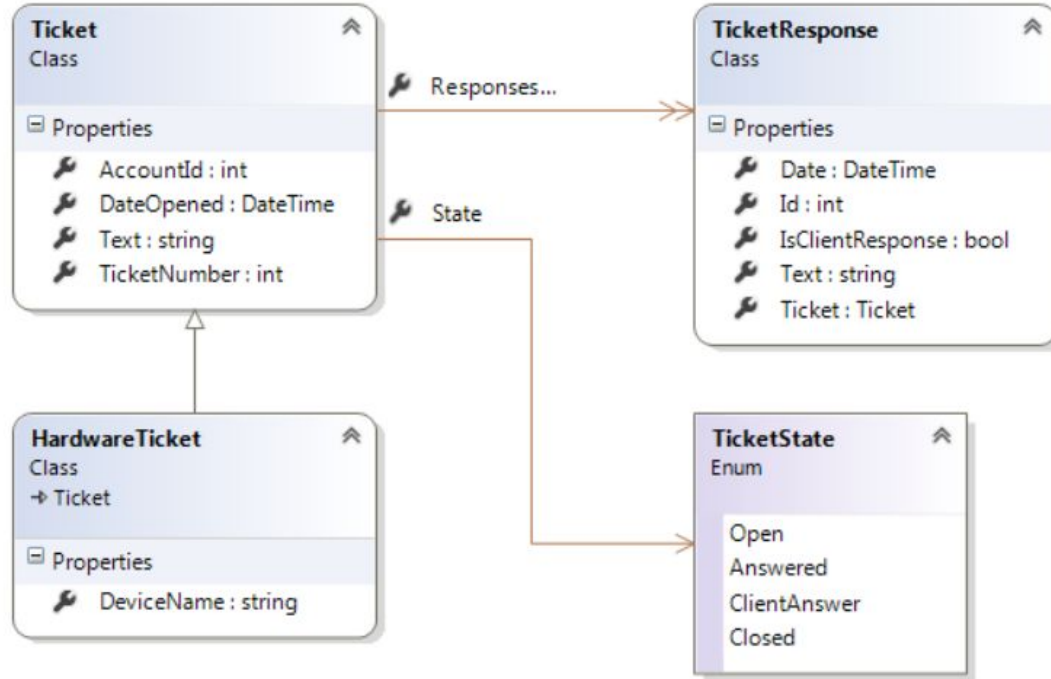 Ticket
Class
Properties
AccountId : int
DateOpened : DateTime
Text : string
TicketNumber : int
Responses...
State
TicketResponse
Class
Properties
Date : DateTime
Id : int
IsClientResponse : bool
Text : string
Ticket : Ticket
HardwareTicket
Class
Ticket
Properties
DeviceName : string
TicketState
Enum
Open
Answered
ClientAnswer
Closed